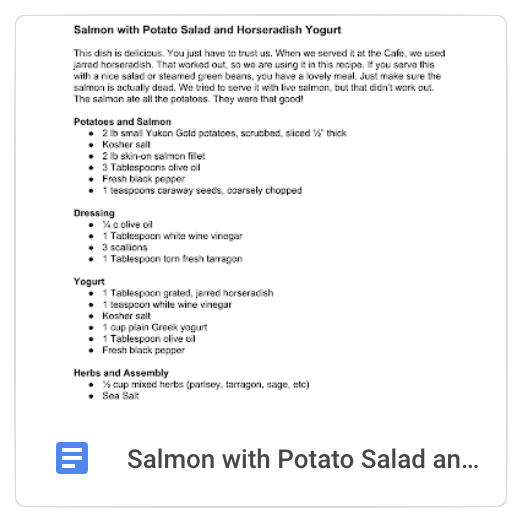 Salmon with Potato Salad and Horseradish Yogurt
This dish is delicious. You just have to trust us. When we served it at the Cafe, we used
jarred horseradish. That worked out, so we are using it in this recipe. If you serve this
with a nice salad or steamed green beans, you have a lovely meal. Just make sure the
salmon is actually dead. We tried to serve it with live salmon, but that didn't work out.
The salmon ate all the potatoes. They were that good!
Potatoes and Salmon
● 2 lb small Yukon Gold potatoes, scrubbed, sliced ½" thick
● Kosher salt
● 2 lb skin-on salmon fillet
● 3 Tablespoons olive oil
● Fresh black pepper
● 1 teaspoons caraway seeds, coarsely chopped
Dressing
● ¼ c olive oil
● 1 Tablespoon white wine vinegar
● 3 scallions
● 1 Tablespoon torn fresh tarragon
Yogurt
● 1 Tablespoon grated, jarred horseradish
● 1 teaspoon white wine vinegar
● Kosher salt
● 1 cup plain Greek yogurt
● 1 Tablespoon olive oil
● Fresh black pepper
Herbs and Assembly
● ½ cup mixed herbs (parlsey, tarragon, sage, etc)
● Sea Salt
Salmon with Potato Salad an...